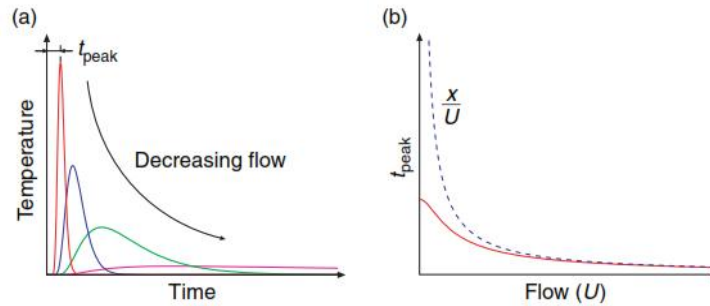 (a)
t_peak
Temperature
Decreasing flow
Time
(b)
x
U
t_peak
Flow (U)